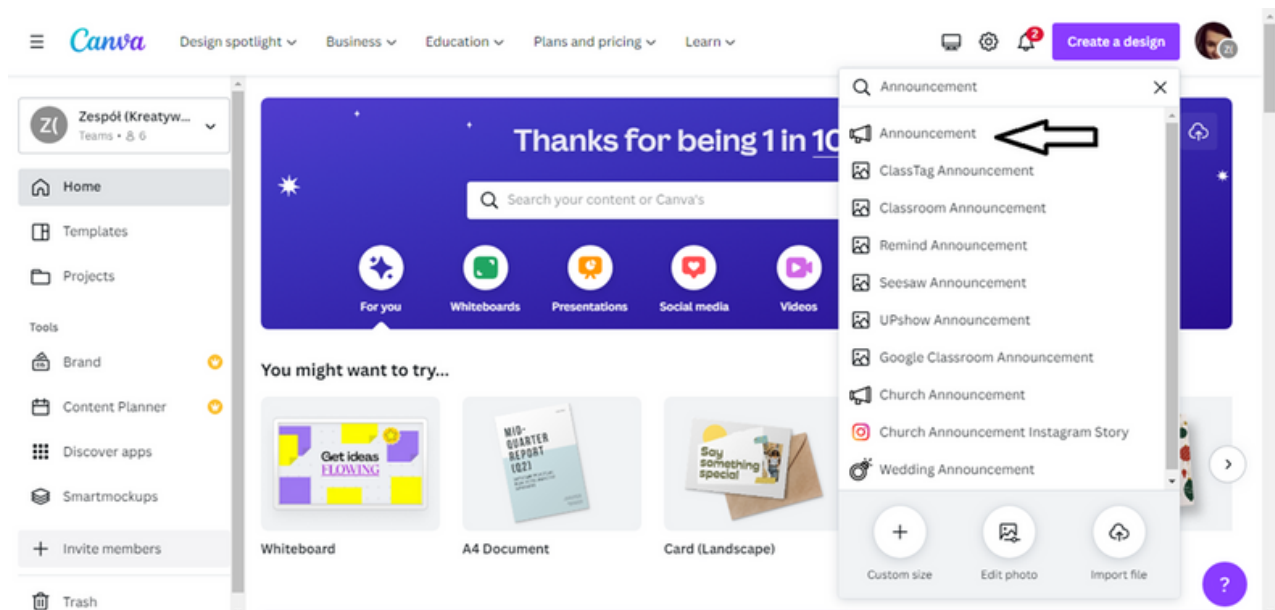 Canva
Design spotlight
Business
Education
Plans and pricing
Learn
2
Create a design
Z(
Z(
Zespół (Kreatyw...
Teams • 6
Home
Templates
Projects
Tools
Brand
Content Planner
Discover apps
Smartmockups
Invite members
Trash
Thanks for being 1 in 10
Search your content or Canva's
For you
Whiteboards
Presentations
Social media
Videos
You might want to try...
Get ideas
FLOWING
MID-
QUARTER
REPORT
(Q2)
Say
something
special
Whiteboard
A4 Document
Card (Landscape)
Announcement
Announcement
ClassTag Announcement
Classroom Announcement
Remind Announcement
Seesaw Announcement
UPshow Announcement
Google Classroom Announcement
Church Announcement
Church Announcement Instagram Story
Wedding Announcement
Custom size
Edit photo
Import file
?